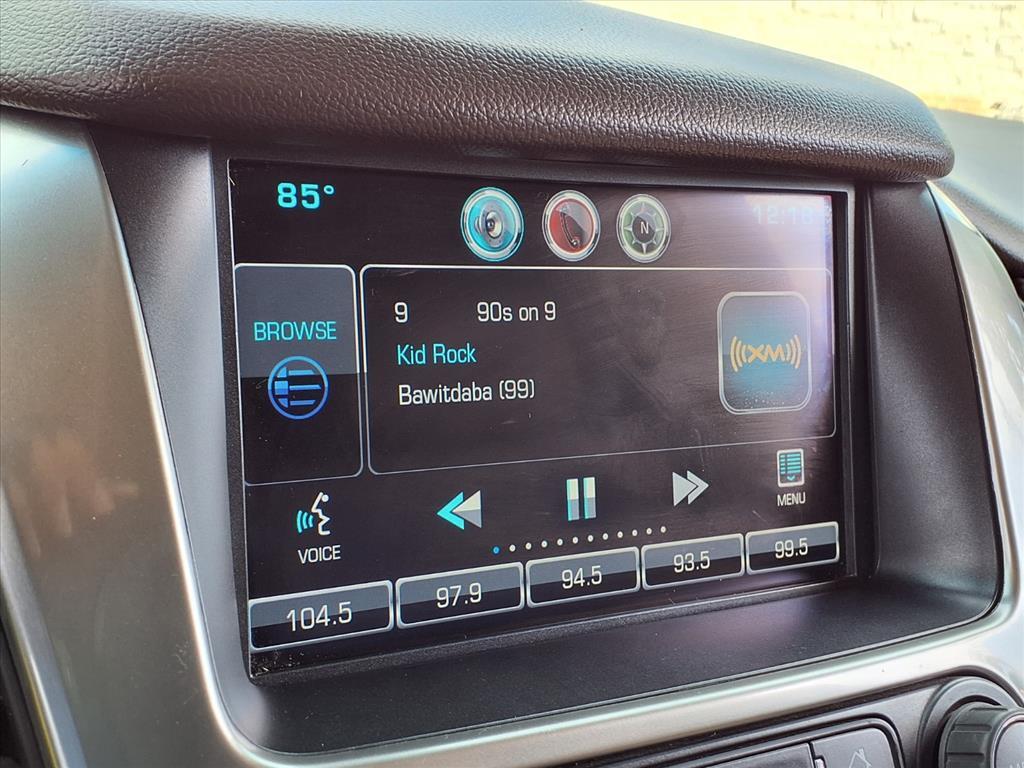 85°
N
BROWSE
9 90s on 9
Kid Rock
Bawitdaba (99)
(((XM)))
VOICE
MENU
104.5 97.9 94.5 93.5 99.5